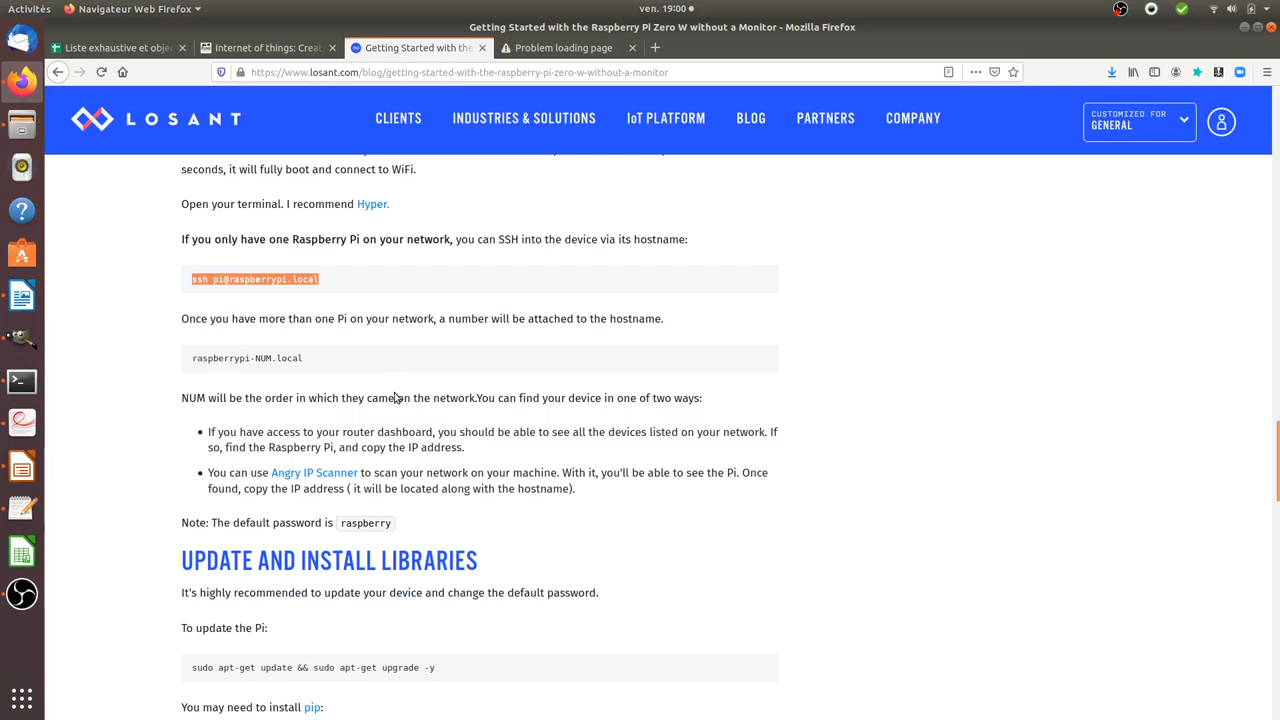 Activités
Navigateur Web Firefox
ven. 19:00
Getting Started with the Raspberry Pi Zero W without a Monitor - Mozilla Firefox
Liste exhaustive et obje
Internet of things: Creat
Getting Started with the
Problem loading page
https://www.losant.com/blog/getting-started-with-the-raspberry-pi-zero-w-without-a-monitor
LOSANT
CLIENTS
INDUSTRIES & SOLUTIONS
IoT PLATFORM
BLOG
PARTNERS
COMPANY
CUSTOMIZED FOR
GENERAL
seconds, it will fully boot and connect to WiFi.
Open your terminal. I recommend Hyper.
If you only have one Raspberry Pi on your network, you can SSH into the device via its hostname:
ssh pi@raspberrypi.local
Once you have more than one Pi on your network, a number will be attached to the hostname.
raspberrypi-NUM.local
NUM will be the order in which they came on the network.You can find your device in one of two ways:
• If you have access to your router dashboard, you should be able to see all the devices listed on your network. If
so, find the Raspberry Pi, and copy the IP address.
• You can use Angry IP Scanner to scan your network on your machine. With it, you'll be able to see the Pi. Once
found, copy the IP address ( it will be located along with the hostname).
Note: The default password is raspberry
UPDATE AND INSTALL LIBRARIES
It's highly recommended to update your device and change the default password.
To update the Pi:
sudo apt-get update && sudo apt-get upgrade -y
You may need to install pip: